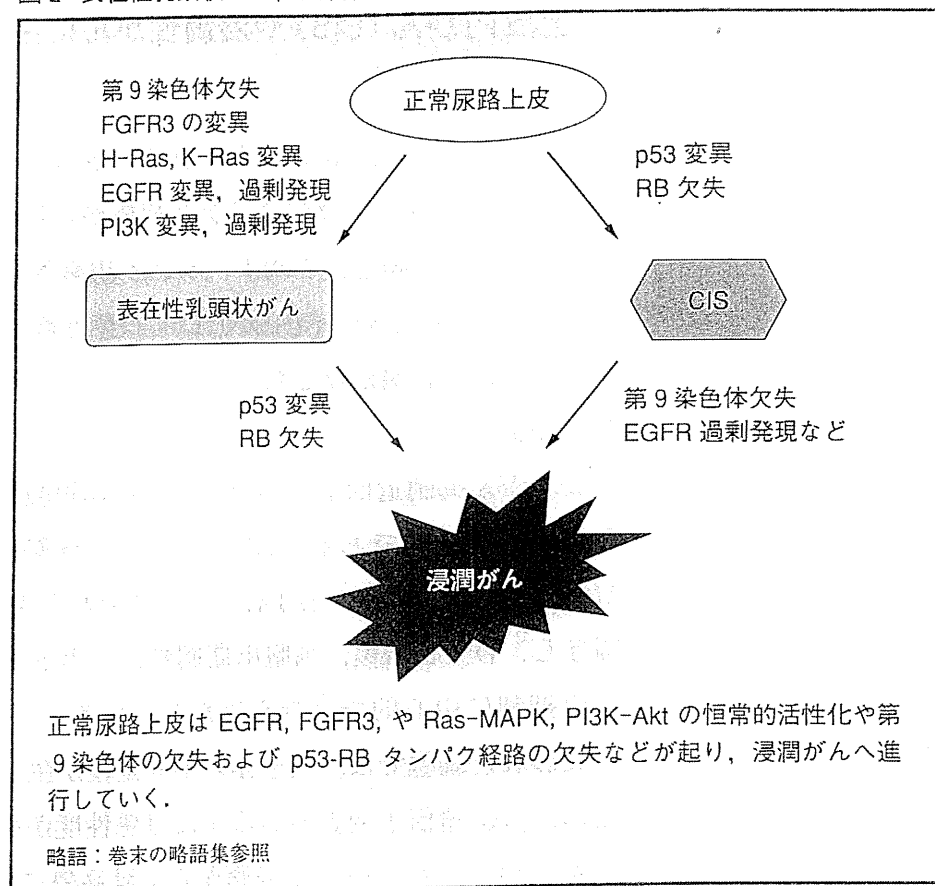 正常尿路上皮
第9染色体欠失
FGFR3 の変異
H-Ras, K-Ras 変異
EGFR 変異，過剰発現
PI3K 変異，過剰発現
p53 変異
RB 欠失
表在性乳頭状がん
CIS
p53 変異
RB 欠失
第9染色体欠失
EGFR 過剰発現など
浸潤がん
正常尿路上皮は EGFR, FGFR3, や Ras-MAPK, PI3K-Akt の恒常的活性化や第
9染色体の欠失および p53-RB タンパク経路の欠失などが起り，浸潤がんへ進
行していく．
略語：巻末の略語集参照